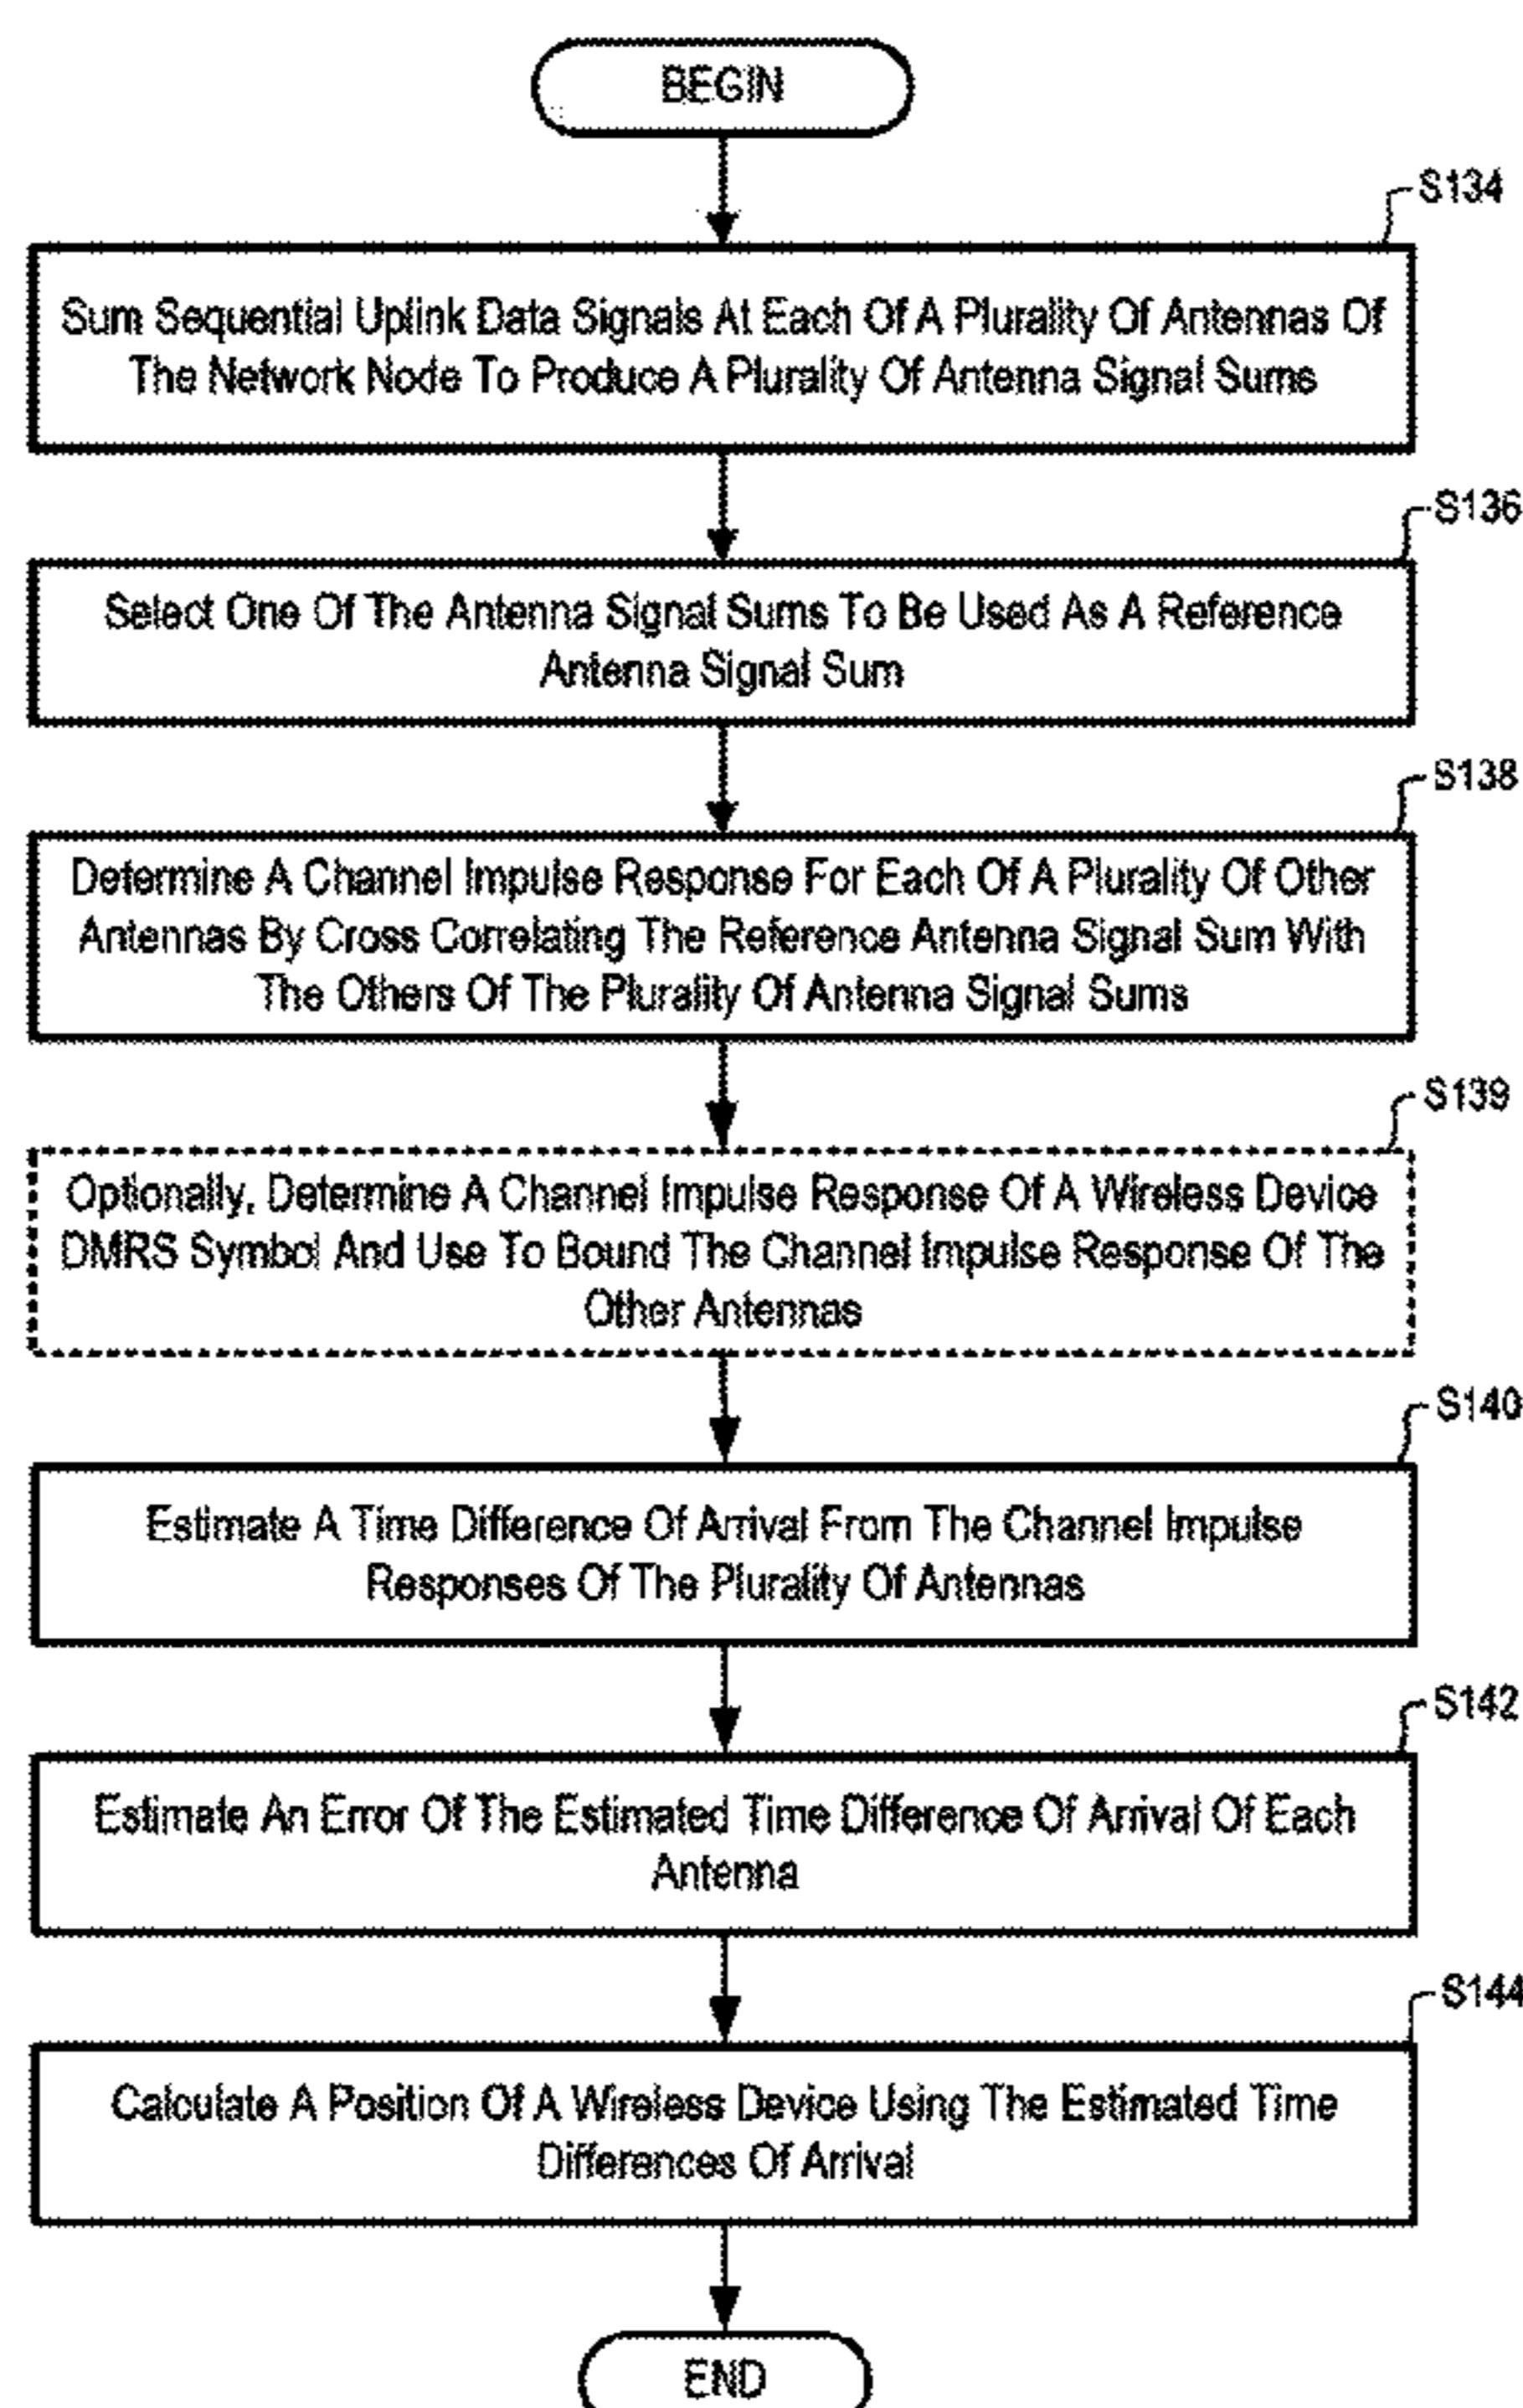 BEGIN
S134
Sum Sequential Uplink Data Signals At Each Of A Plurality Of Antennas Of
The Network Node To Produce A Plurality Of Antenna Signal Sums
S136
Select One Of The Antenna Signal Sums To Be Used As A Reference
Antenna Signal Sum
S138
Determine A Channel Impulse Response For Each Of A Plurality Of Other
Antennas By Cross Correlating The Reference Antenna Signal Sum With
The Others Of The Plurality Of Antenna Signal Sums
S139
Optionally, Determine A Channel Impulse Response Of A Wireless Device
DMRS Symbol And Use To Bound The Channel Impulse Response Of The
Other Antennas
S140
Estimate A Time Difference Of Arrival From The Channel Impulse
Responses Of The Plurality Of Antennas
S142
Estimate An Error Of The Estimated Time Difference Of Arrival Of Each
Antenna
S144
Calculate A Position Of A Wireless Device Using The Estimated Time
Differences Of Arrival
END